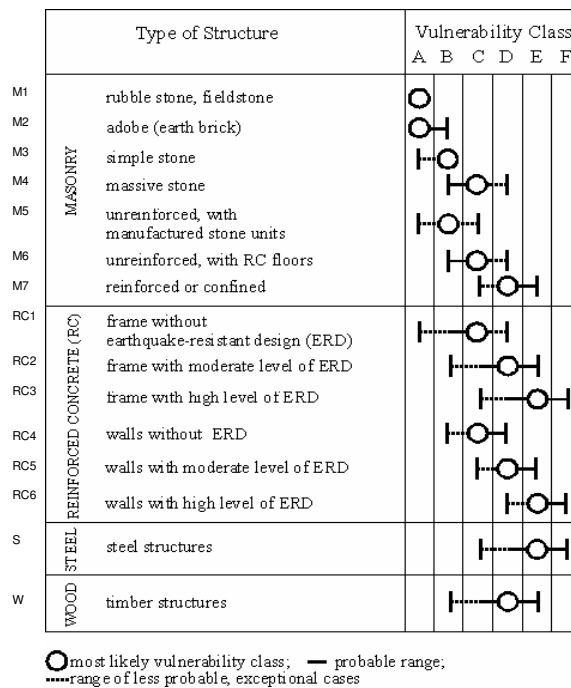 Type of Structure
Vulnerability Class
A B C D E F
MASONRY
M1 rubble stone, fieldstone
M2 adobe (earth brick)
M3 simple stone
M4 massive stone
M5 unreinforced, with
manufactured stone units
M6 unreinforced, with RC floors
M7 reinforced or confined
REINFORCED CONCRETE (RC)
RC1 frame without
earthquake-resistant design (ERD)
RC2 frame with moderate level of ERD
RC3 frame with high level of ERD
RC4 walls without ERD
RC5 walls with moderate level of ERD
RC6 walls with high level of ERD
STEEL
S steel structures
WOOD
W timber structures
most likely vulnerability class; probable range;
range of less probable, exceptional cases